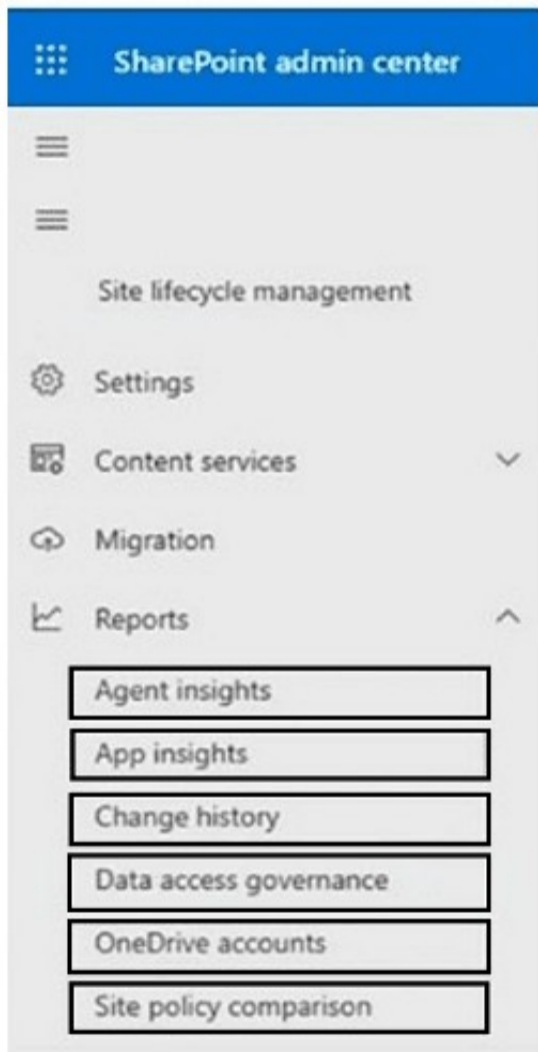 SharePoint admin center
Site lifecycle management
Settings
Content services
Migration
Reports
Agent insights
App insights
Change history
Data access governance
OneDrive accounts
Site policy comparison